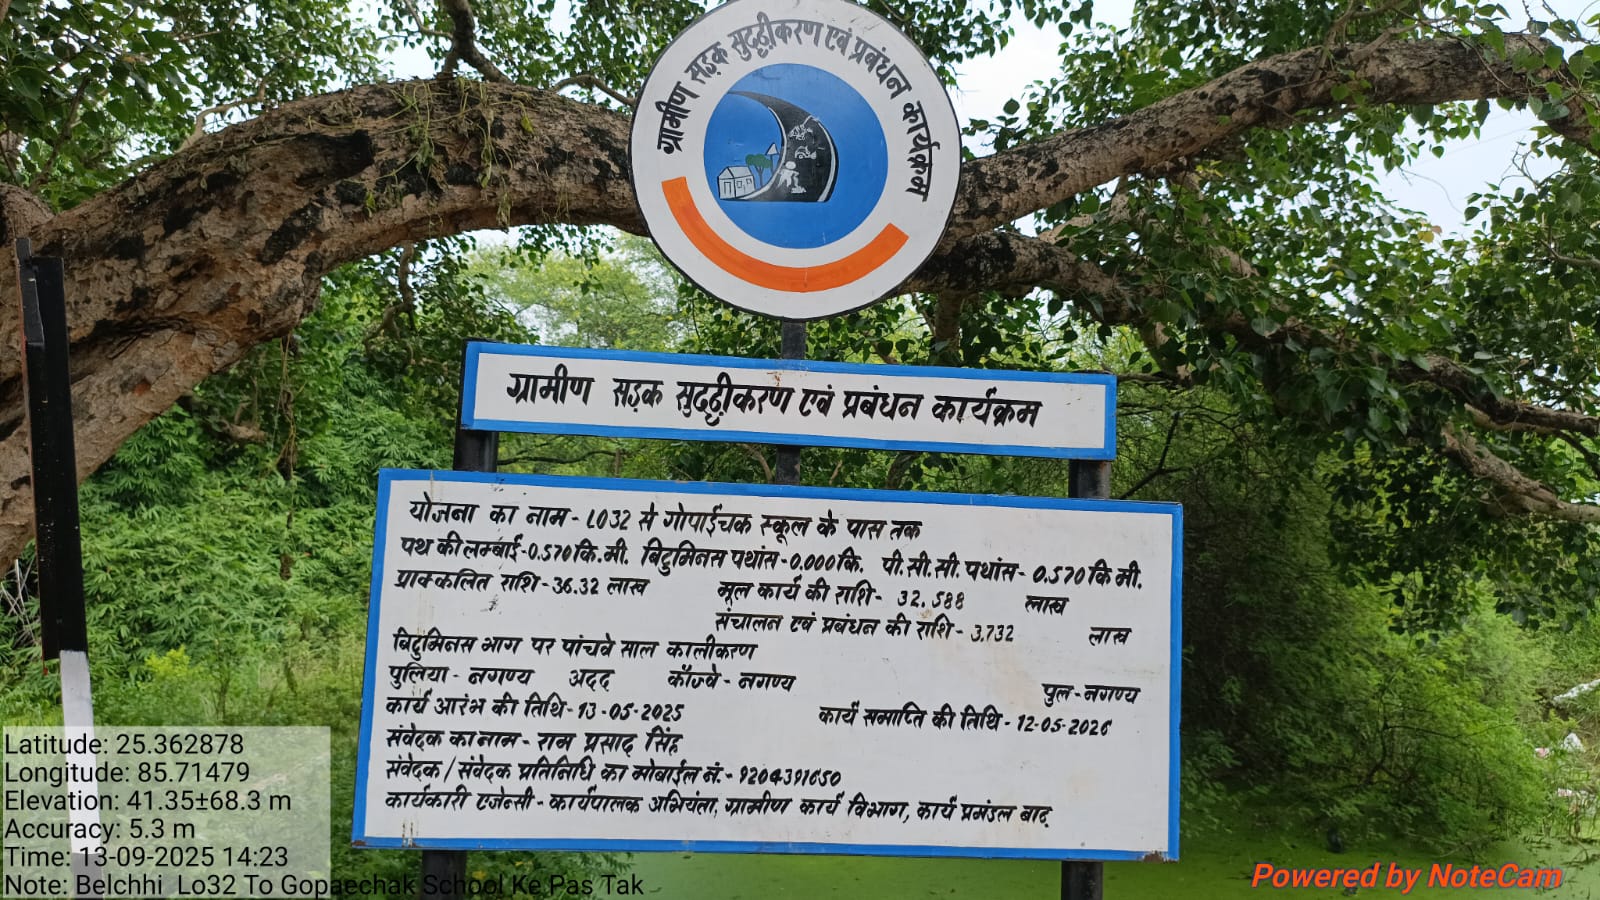 ग्रामीण सड़क सुदृढ़ीकरण एवं प्रबंधन कार्यक्रम
ग्रामीण सड़क सुदृढ़ीकरण एवं प्रबंधन कार्यक्रम
योजना का नाम - LO32 से गोपाईचक स्कूल के पास तक
पथ की लम्बाई - 0.570 कि.मी. बिटुमिनस पथांस - 0.000 कि. पी.सी.सी. पथांस - 0.570 कि मी.
प्राक्कलित राशि - 36.32 लाख मूल कार्य की राशि - 32.588 लाख
संचालन एवं प्रबंधन की राशि - 3.732 लाख
बिटुमिनस भाग पर पांचवे साल कालीकरण
पुलिया - नगण्य अदद कॉज्वे - नगण्य पुल - नगण्य
कार्य आरंभ की तिथि - 13-05-2025 कार्य समाप्ति की तिथि - 12-05-2026
संवेदक का नाम - राम प्रसाद सिंह
संवेदक / संवेदक प्रतिनिधि का मोबाईल नं. -
कार्यकारी एजेन्सी - कार्यपालक अभियंता, ग्रामीण कार्य विभाग, कार्य प्रमंडल बाढ़
Latitude: 25.362878
Longitude: 85.71479
Elevation: 41.35±68.3 m
Accuracy: 5.3 m
Time: 13-09-2025 14:23
Note: Belchhi Lo32 To Gopaechak School Ke Pas Tak
Powered by NoteCam